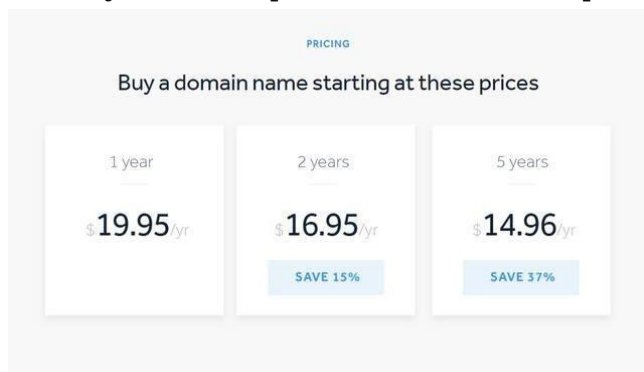 PRICING
Buy a domain name starting at these prices
1 year
$19.95/yr
2 years
$16.95/yr
SAVE 15%
5 years
$14.96/yr
SAVE 37%